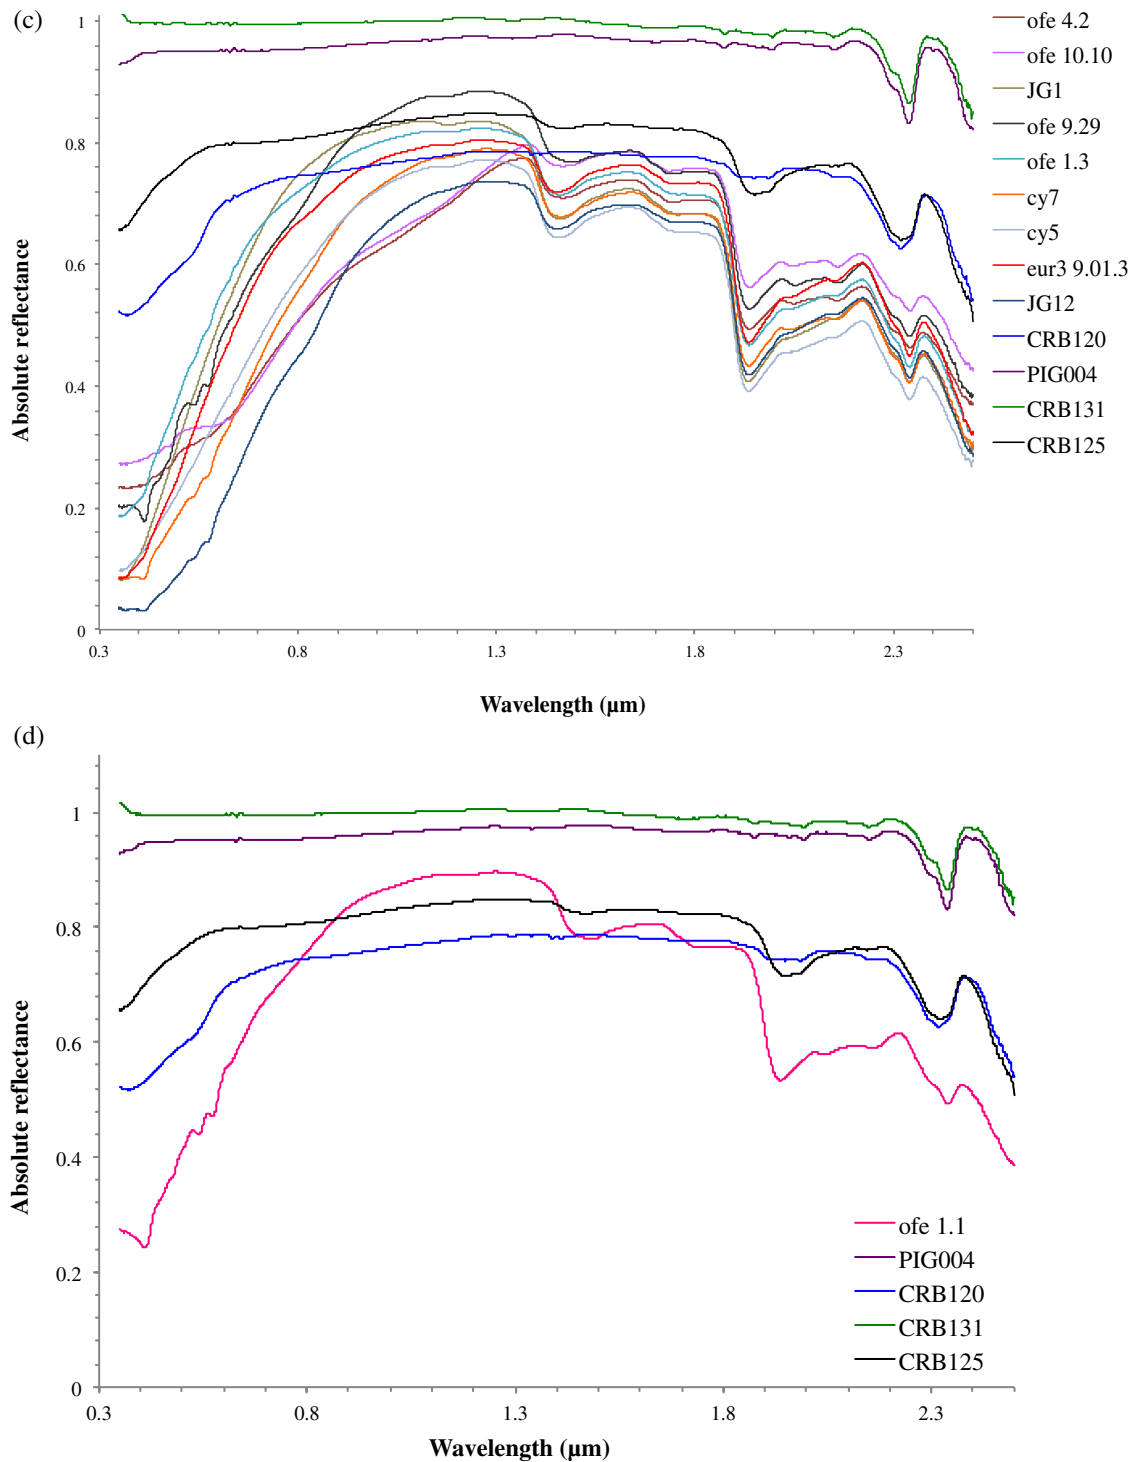 (c)
1
0.8
0.6
0.4
0.2
0
0.3 0.8 1.3 1.8 2.3
Absolute reflectance
Wavelength (µm)
ofe 4.2
ofe 10.10
JG1
ofe 9.29
ofe 1.3
cy7
cy5
eur3 9.01.3
JG12
CRB120
PIG004
CRB131
CRB125
(d)
1
0.8
0.6
0.4
0.2
0
0.3 0.8 1.3 1.8 2.3
Absolute reflectance
Wavelength (µm)
ofe 1.1
PIG004
CRB120
CRB131
CRB125